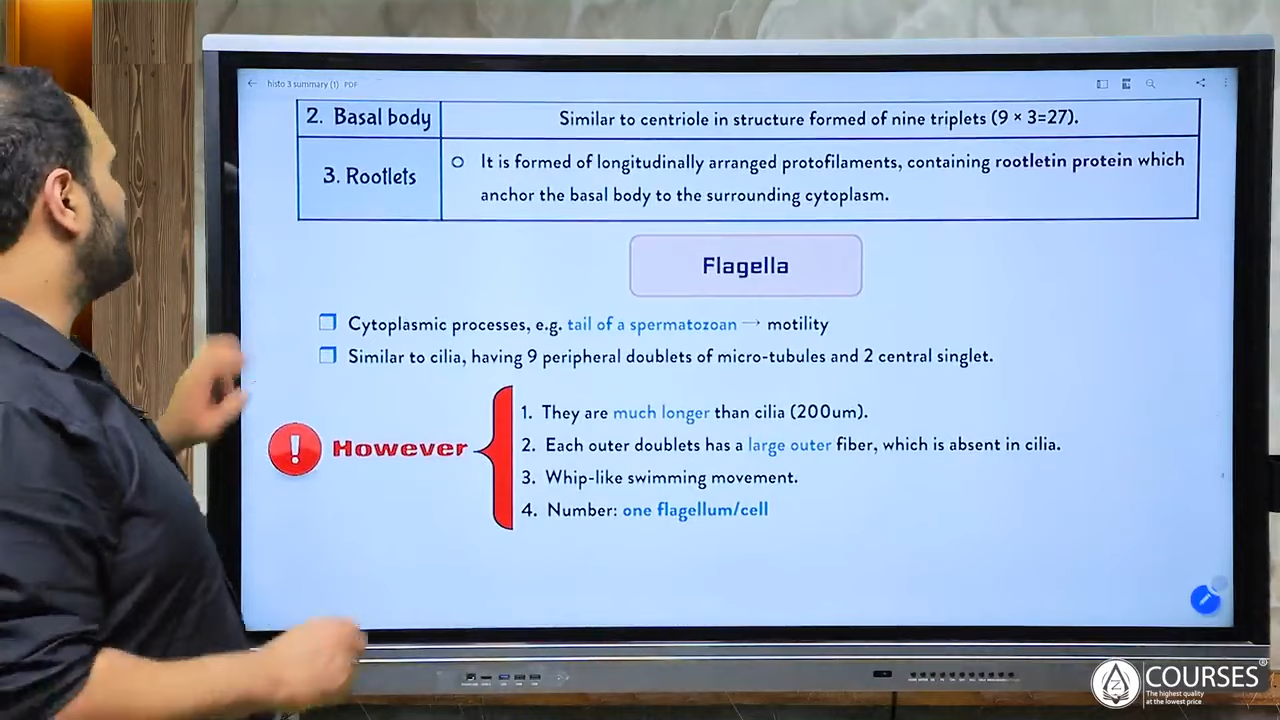 histo 3 summary (1) PDF
2. Basal body
Similar to centriole in structure formed of nine triplets (9 × 3=27).
3. Rootlets
It is formed of longitudinally arranged protofilaments, containing rootletin protein which
anchor the basal body to the surrounding cytoplasm.
Flagella
Cytoplasmic processes, e.g. tail of a spermatozoan → motility
Similar to cilia, having 9 peripheral doublets of micro-tubules and 2 central singlet.
However
1. They are much longer than cilia (200um).
2. Each outer doublets has a large outer fiber, which is absent in cilia.
3. Whip-like swimming movement.
4. Number: one flagellum/cell
COURSES®
The highest quality
at the lowest price